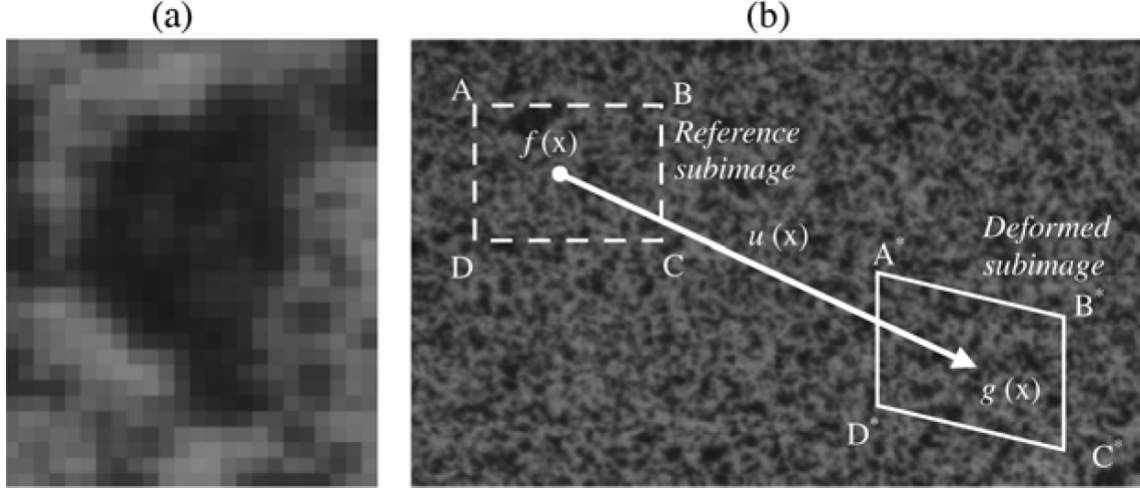 (a)
(b)
A
B
f (x)
Reference
subimage
D
C
u (x)
Deformed
subimage
A*
B*
g (x)
D*
C*